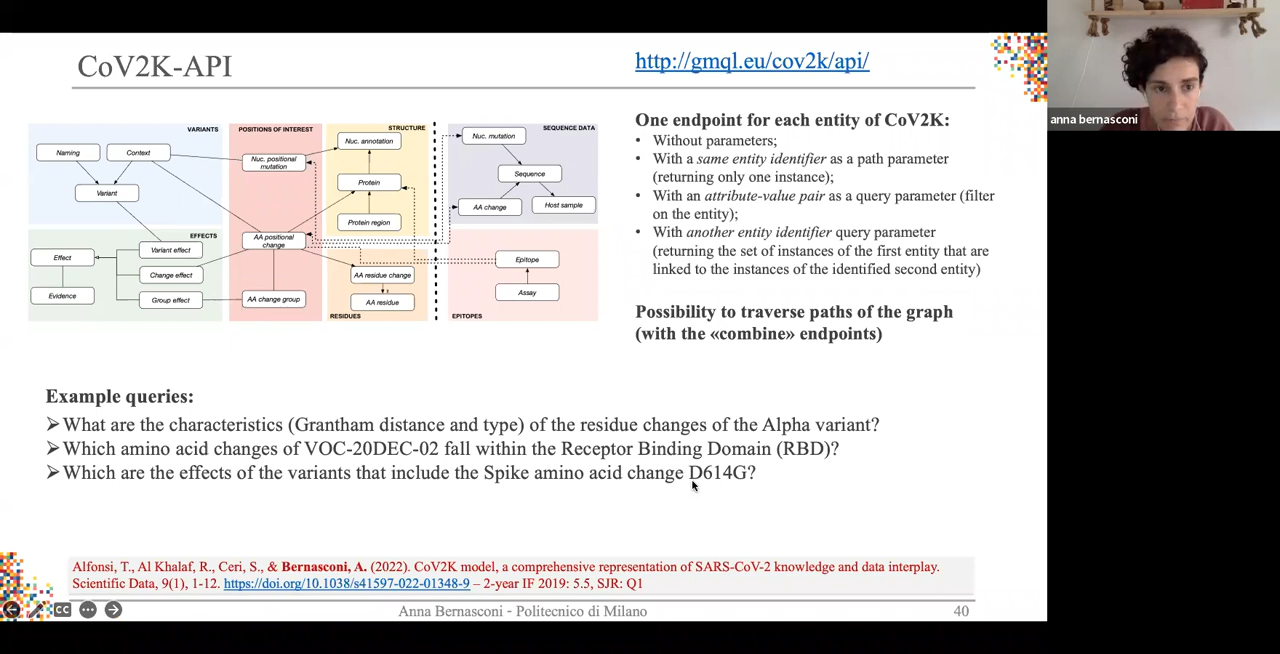 CoV2K-API
http://gmql.eu/cov2k/api/
anna bernasconi
VARIANTS
Naming
Context
Variant
EFFECTS
Effect
Evidence
Variant effect
Change effect
Group effect
POSITIONS OF INTEREST
Nuc. positional
mutation
AA positional
change
AA change group
STRUCTURE
Nuc. annotation
Protein
Protein region
AA residue change
AA residue
RESIDUES
SEQUENCE DATA
Nuc. mutation
Sequence
AA change
Host sample
Epitope
Assay
EPITOPES
One endpoint for each entity of CoV2K:
• Without parameters;
• With a same entity identifier as a path parameter
(returning only one instance);
• With an attribute-value pair as a query parameter (filter
on the entity);
• With another entity identifier query parameter
(returning the set of instances of the first entity that are
linked to the instances of the identified second entity)
Possibility to traverse paths of the graph
(with the «combine» endpoints)
Example queries:
➢ What are the characteristics (Grantham distance and type) of the residue changes of the Alpha variant?
➢ Which amino acid changes of VOC-20DEC-02 fall within the Receptor Binding Domain (RBD)?
➢ Which are the effects of the variants that include the Spike amino acid change D614G?
Alfonsi, T., Al Khalaf, R., Ceri, S., & Bernasconi, A. (2022). CoV2K model, a comprehensive representation of SARS-CoV-2 knowledge and data interplay.
Scientific Data, 9(1), 1-12. https://doi.org/10.1038/s41597-022-01348-9 – 2-year IF 2019: 5.5, SJR: Q1
CC
Anna Bernasconi - Politecnico di Milano
40